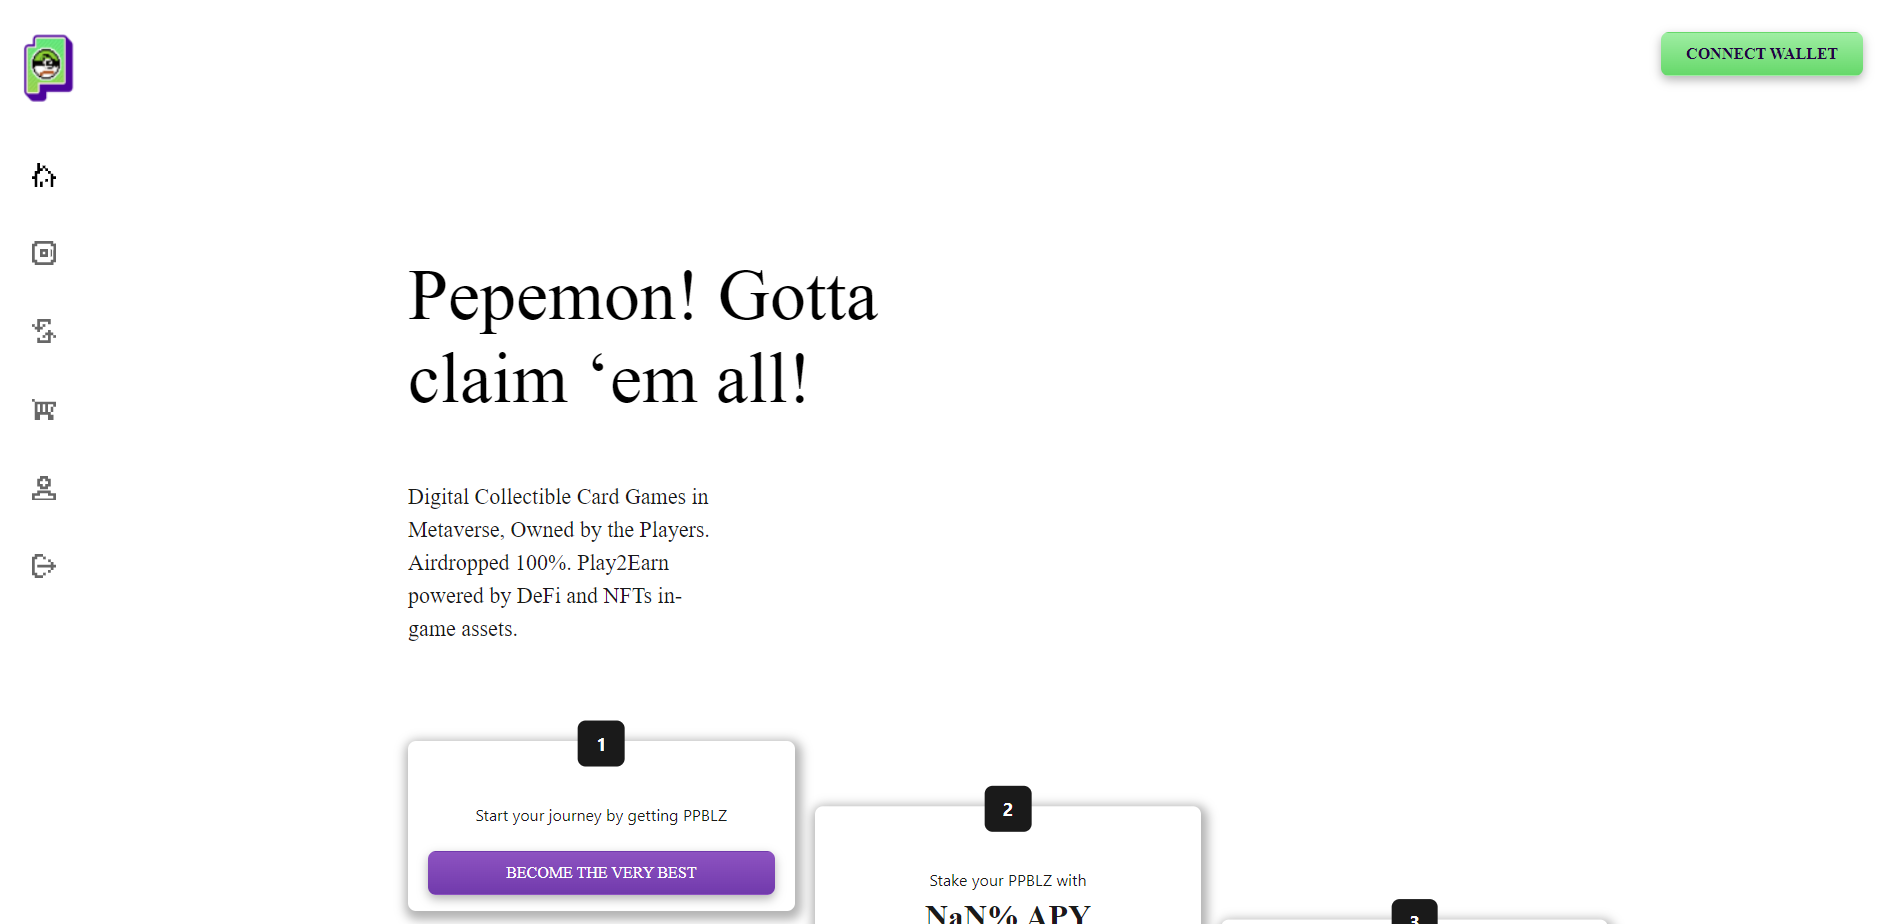 CONNECT WALLET
Pepemon! Gotta
claim ‘em all!
Digital Collectible Card Games in
Metaverse, Owned by the Players.
Airdropped 100%. Play2Earn
powered by DeFi and NFTs in-
game assets.
1
Start your journey by getting PPBLZ
BECOME THE VERY BEST
2
Stake your PPBLZ with
NaN% APY
3